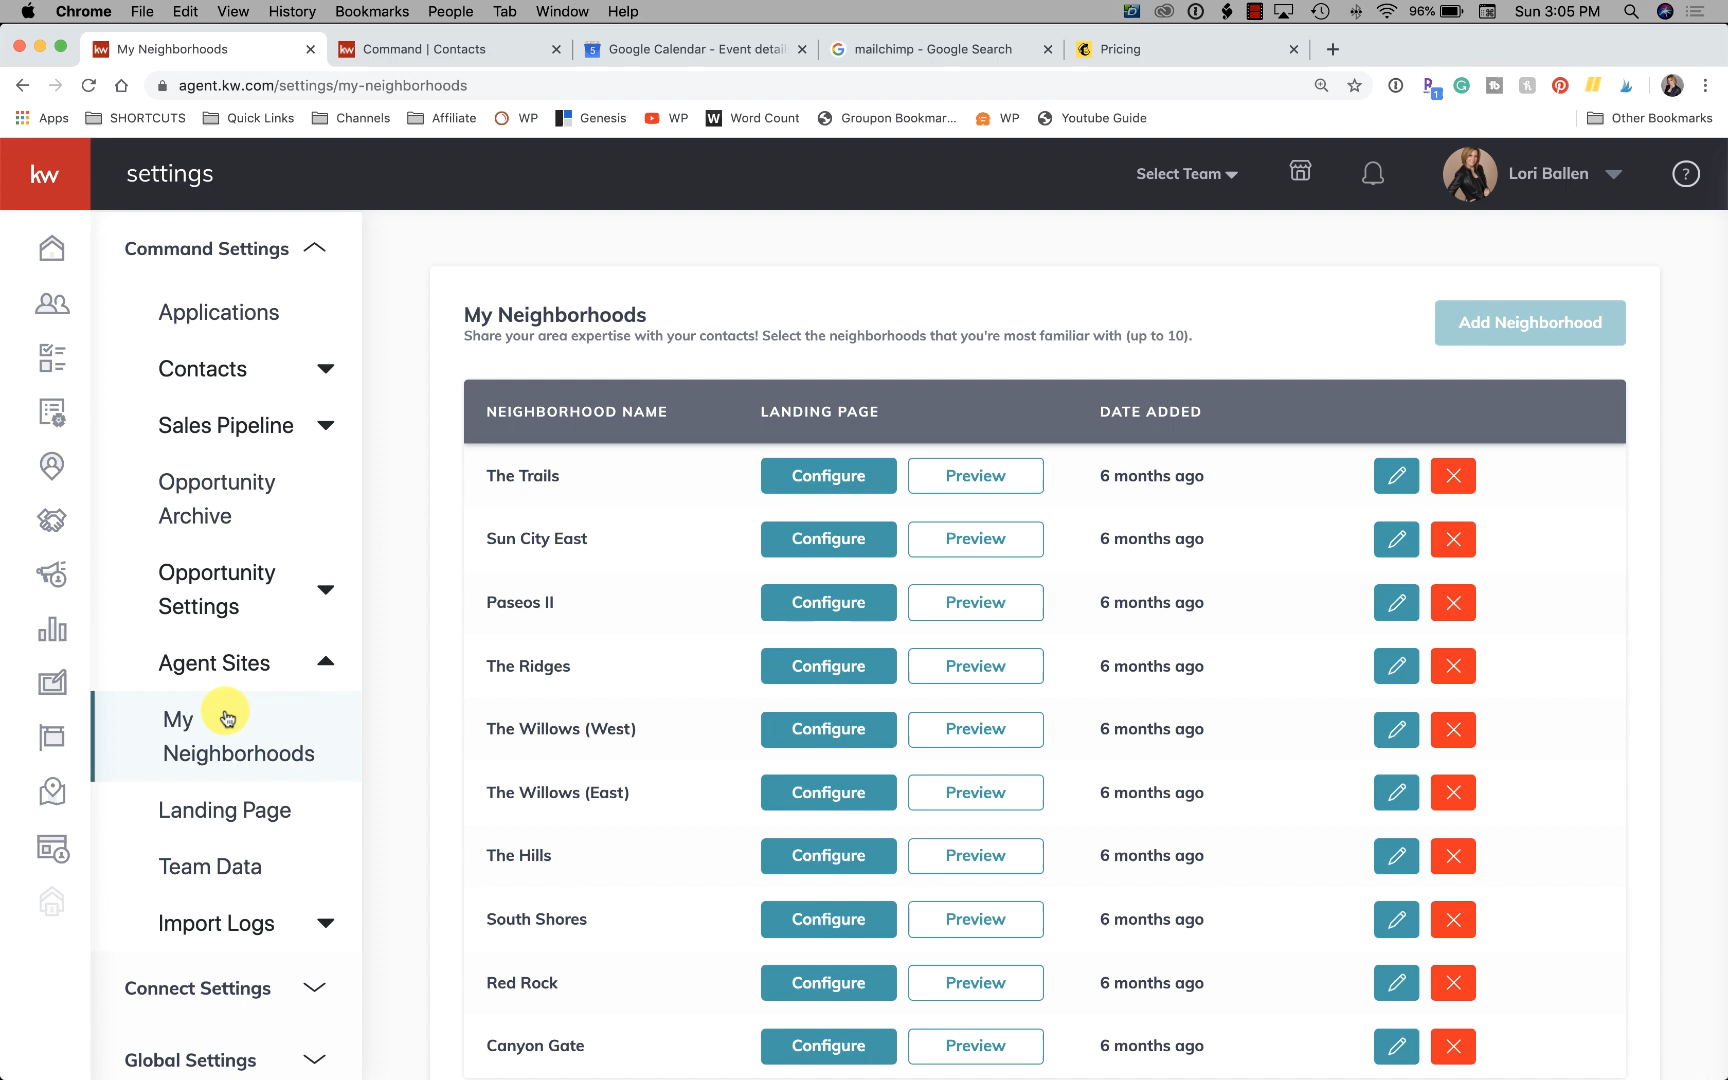 Chrome File Edit View History Bookmarks People Tab Window Help 96% Sun 3:05 PM
My Neighborhoods
Command | Contacts
Google Calendar - Event detail
mailchimp - Google Search
Pricing
agent.kw.com/settings/my-neighborhoods
Apps SHORTCUTS Quick Links Channels Affiliate WP Genesis WP Word Count Groupon Bookmar... WP Youtube Guide Other Bookmarks
kw settings Select Team Lori Ballen ?
Command Settings
Applications
Contacts
Sales Pipeline
Opportunity
Archive
Opportunity
Settings
Agent Sites
My
Neighborhoods
Landing Page
Team Data
Import Logs
Connect Settings
Global Settings
My Neighborhoods
Share your area expertise with your contacts! Select the neighborhoods that you're most familiar with (up to 10).
Add Neighborhood
NEIGHBORHOOD NAME LANDING PAGE DATE ADDED
The Trails Configure Preview 6 months ago
Sun City East Configure Preview 6 months ago
Paseos II Configure Preview 6 months ago
The Ridges Configure Preview 6 months ago
The Willows (West) Configure Preview 6 months ago
The Willows (East) Configure Preview 6 months ago
The Hills Configure Preview 6 months ago
South Shores Configure Preview 6 months ago
Red Rock Configure Preview 6 months ago
Canyon Gate Configure Preview 6 months ago